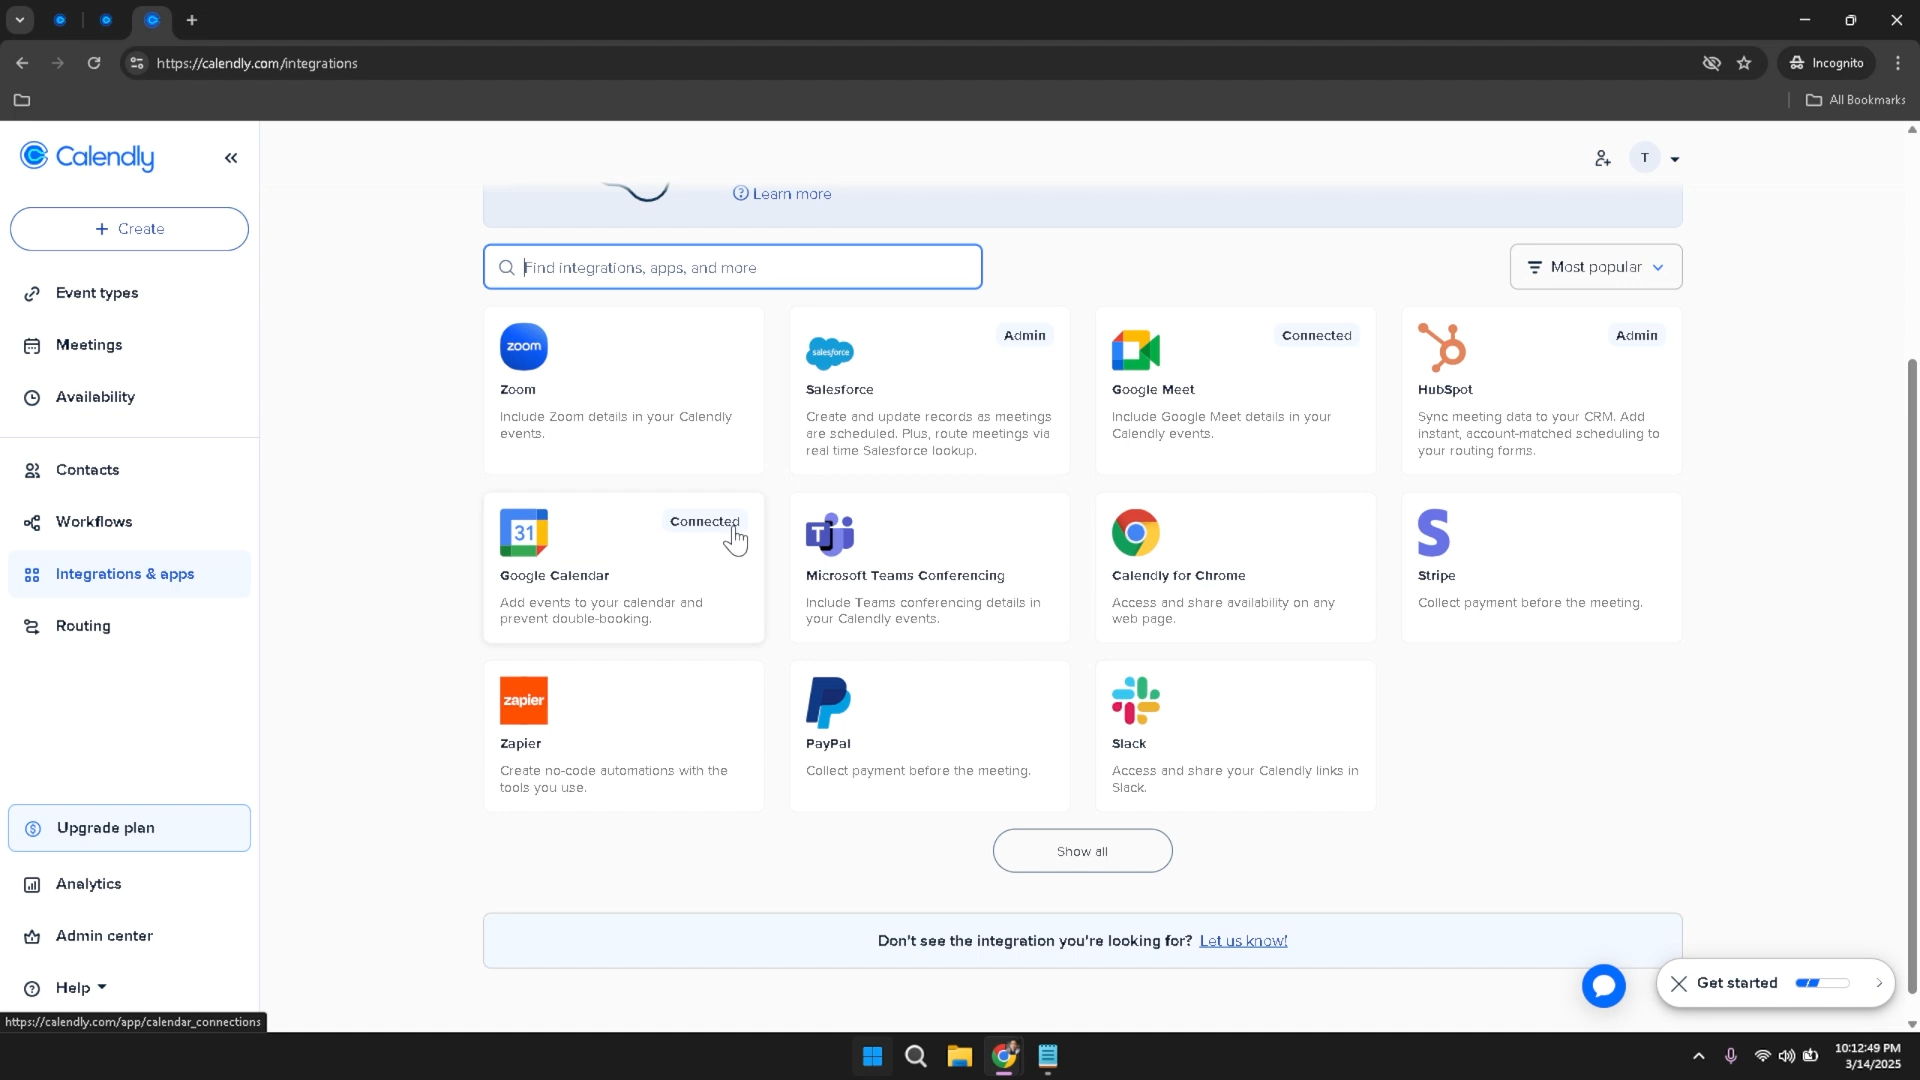 https://calendly.com/integrations
Incognito
All Bookmarks
Calendly
T
+ Create
Event types
Meetings
Availability
Contacts
Workflows
Integrations & apps
Routing
Upgrade plan
Analytics
Admin center
Help
https://calendly.com/app/calendar_connections
Learn more
Find integrations, apps, and more
Most popular
zoom
Zoom
Include Zoom details in your Calendly
events.
salesforce
Admin
Salesforce
Create and update records as meetings
are scheduled. Plus, route meetings via
real time Salesforce lookup.
Connected
Google Meet
Include Google Meet details in your
Calendly events.
Admin
HubSpot
Sync meeting data to your CRM. Add
instant, account-matched scheduling to
your routing forms.
31
Connected
Google Calendar
Add events to your calendar and
prevent double-booking.
T
Microsoft Teams Conferencing
Include Teams conferencing details in
your Calendly events.
Calendly for Chrome
Access and share availability on any
web page.
Stripe
Collect payment before the meeting.
zapier
Zapier
Create no-code automations with the
tools you use.
PayPal
Collect payment before the meeting.
Slack
Access and share your Calendly links in
Slack.
Show all
Don't see the integration you're looking for? Let us know!
Get started
10:12:49 PM
3/14/2025